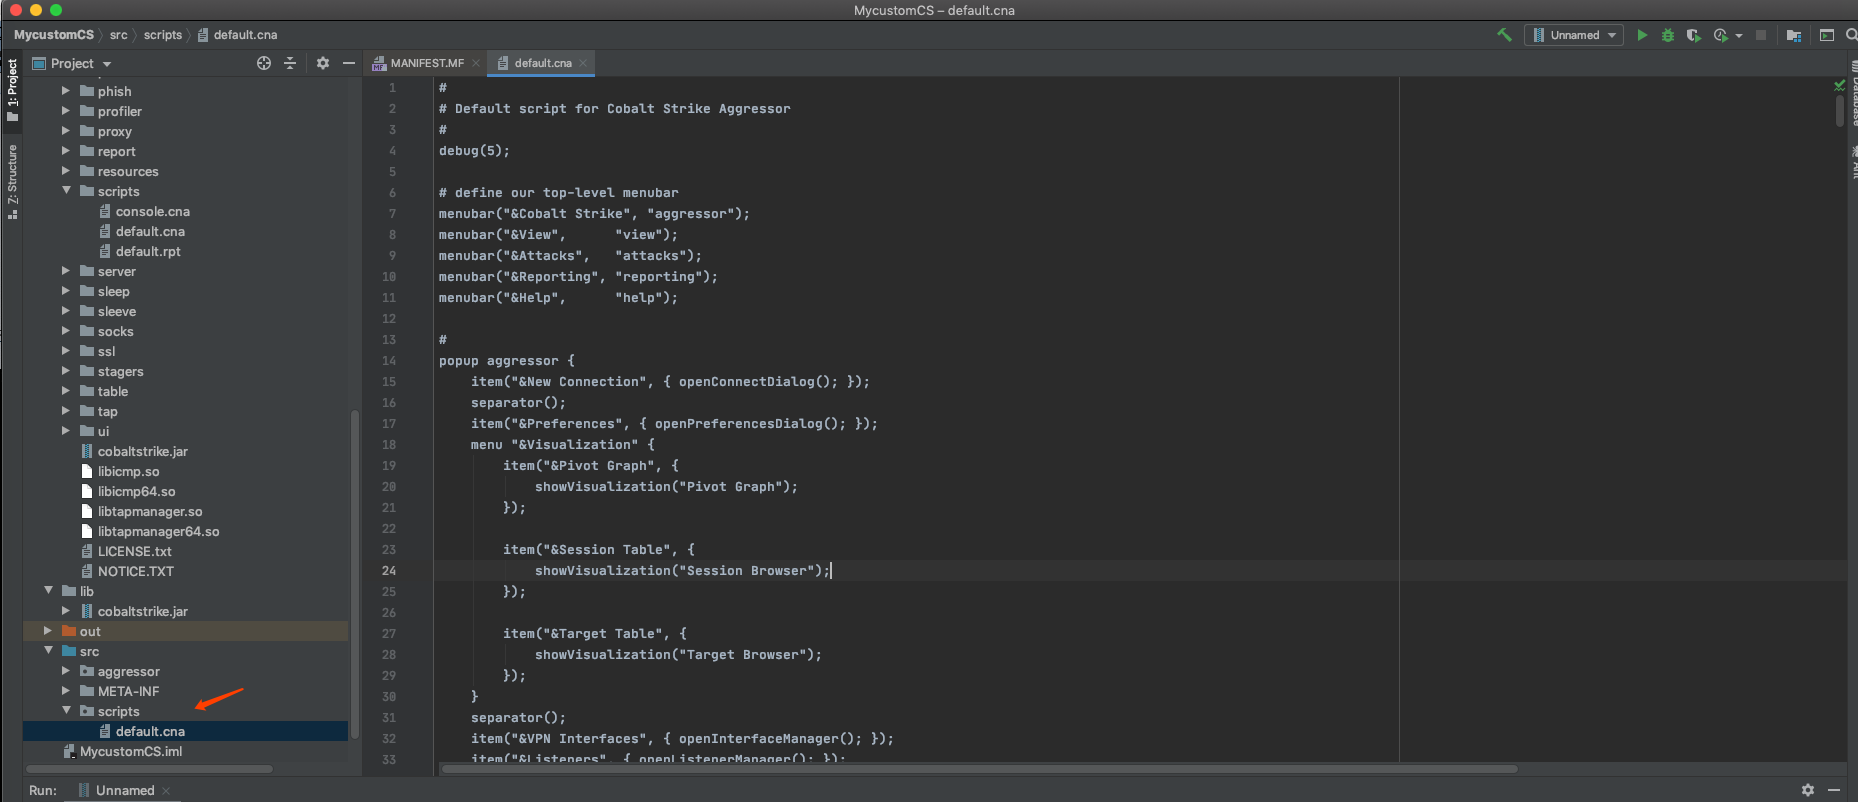 MycustomCS – default.cna
MycustomCS src scripts default.cna
Unnamed
Project
MANIFEST.MF default.cna
1: Project
Z: Structure
Database
phish
profiler
proxy
report
resources
scripts
console.cna
default.cna
default.rpt
server
sleep
sleeve
socks
ssl
stagers
table
tap
ui
cobaltstrike.jar
libicmp.so
libicmp64.so
libtapmanager.so
libtapmanager64.so
LICENSE.txt
NOTICE.TXT
lib
cobaltstrike.jar
out
src
aggressor
META-INF
scripts
default.cna
MycustomCS.iml
1 #
2 # Default script for Cobalt Strike Aggressor
3 #
4 debug(5);
5
6 # define our top-level menubar
7 menubar("&Cobalt Strike", "aggressor");
8 menubar("&View",      "view");
9 menubar("&Attacks",   "attacks");
10 menubar("&Reporting", "reporting");
11 menubar("&Help",      "help");
12
13 #
14 popup aggressor {
15     item("&New Connection", { openConnectDialog(); });
16     separator();
17     item("&Preferences", { openPreferencesDialog(); });
18     menu "&Visualization" {
19         item("&Pivot Graph", {
20             showVisualization("Pivot Graph");
21         });
22
23         item("&Session Table", {
24             showVisualization("Session Browser");
25         });
26
27         item("&Target Table", {
28             showVisualization("Target Browser");
29         });
30     }
31     separator();
32     item("&VPN Interfaces", { openInterfaceManager(); });
33     item("&Listeners", { openListenerManager(); });
Run: Unnamed